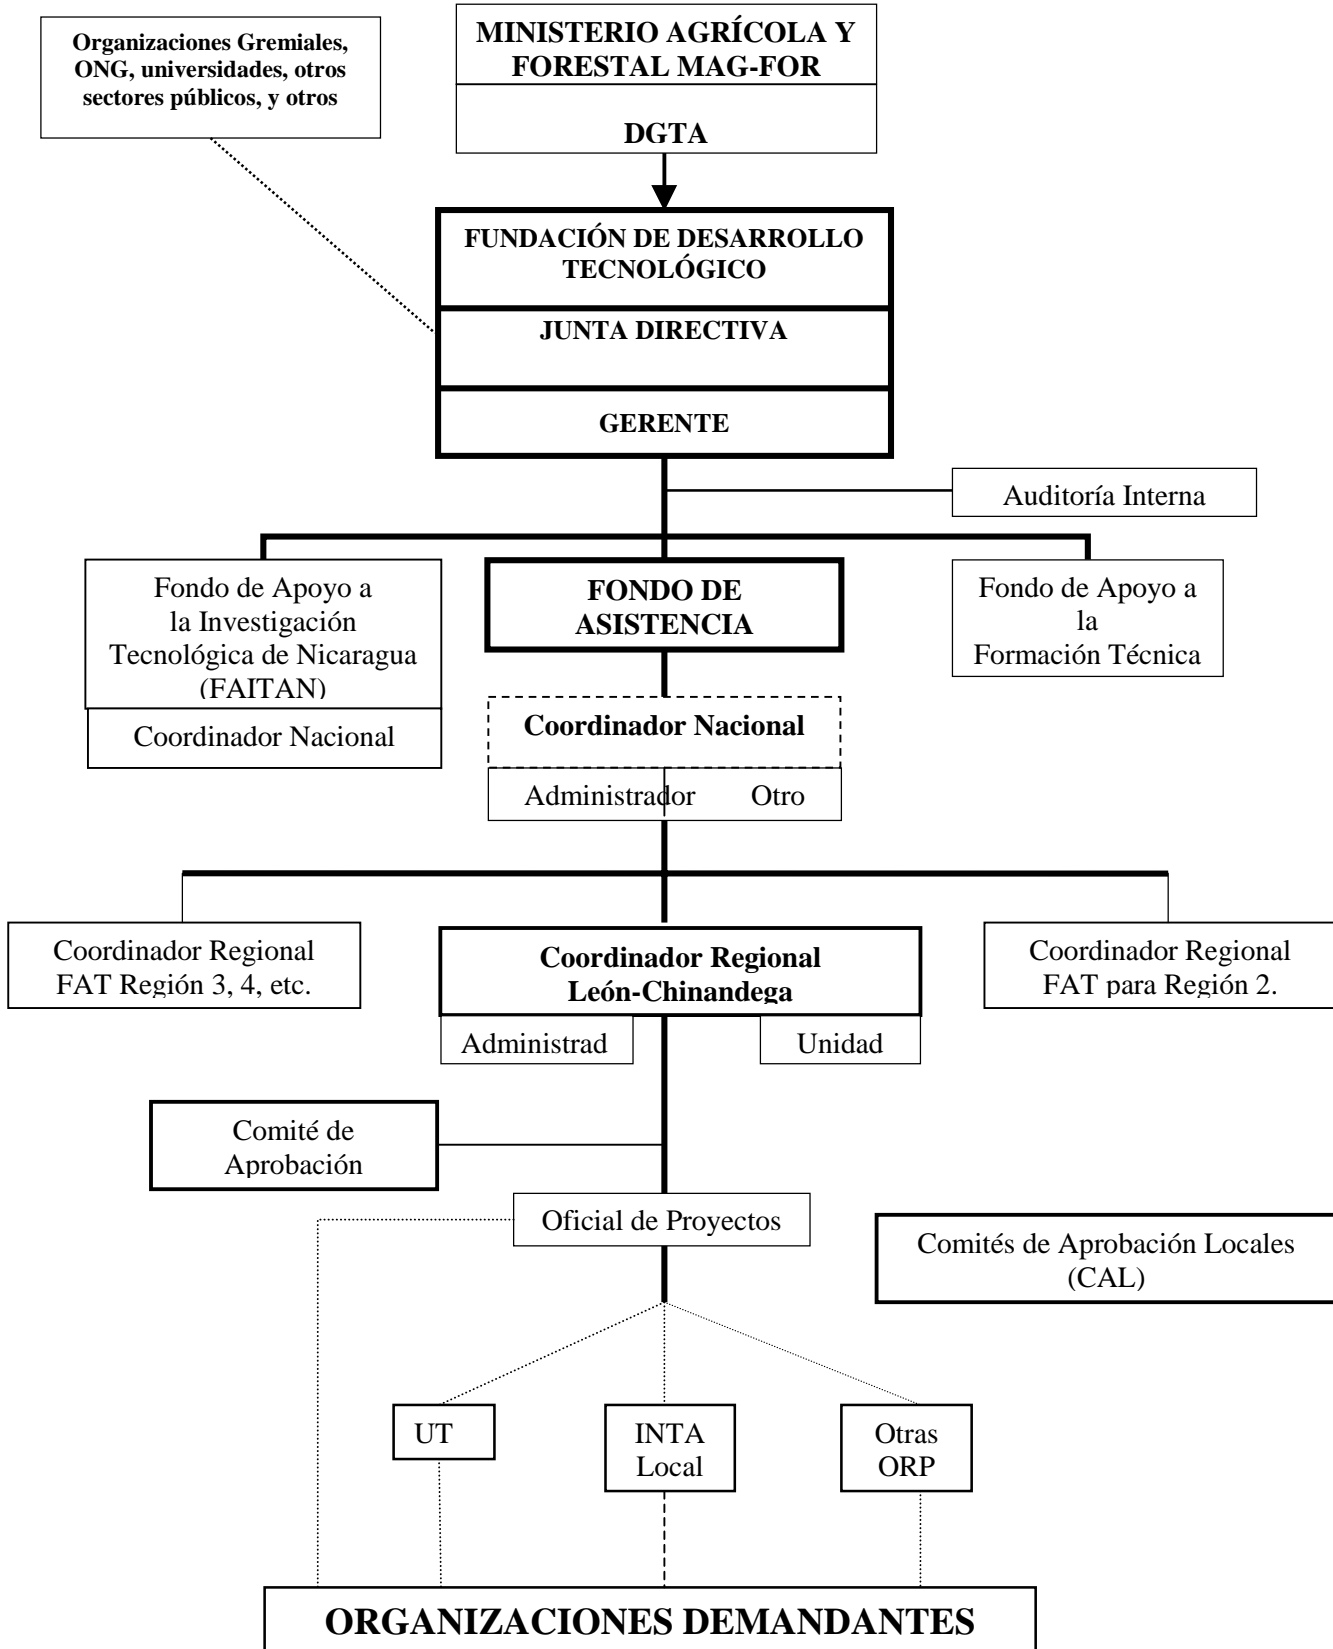 Organizaciones Gremiales,
ONG, universidades, otros
sectores públicos, y otros
MINISTERIO AGRÍCOLA Y
FORESTAL MAG-FOR
DGTA
FUNDACIÓN DE DESARROLLO
TECNOLÓGICO
JUNTA DIRECTIVA
GERENTE
Auditoría Interna
Fondo de Apoyo a
la Investigación
Tecnológica de Nicaragua
(FAITAN)
Coordinador Nacional
FONDO DE
ASISTENCIA
Fondo de Apoyo a
la
Formación Técnica
Coordinador Nacional
Administrador
Otro
Coordinador Regional
FAT Región 3, 4, etc.
Coordinador Regional
León-Chinandega
Coordinador Regional
FAT para Región 2.
Administrad
Unidad
Comité de
Aprobación
Oficial de Proyectos
Comités de Aprobación Locales
(CAL)
UT
INTA
Local
Otras
ORP
ORGANIZACIONES DEMANDANTES